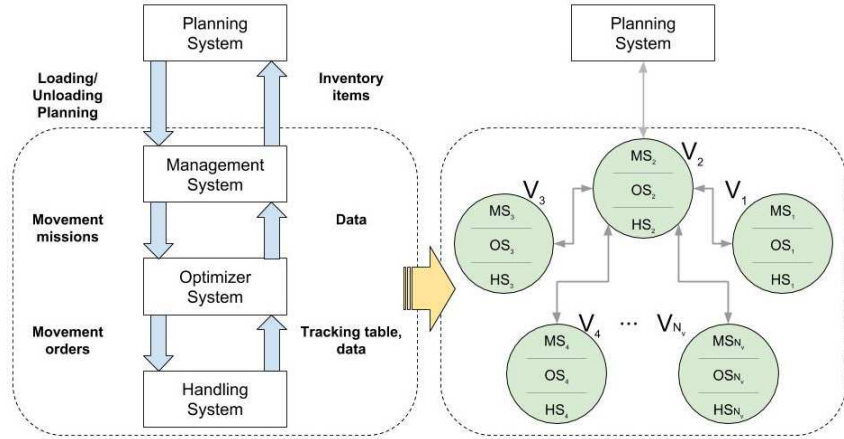 Planning
System
Loading/
Unloading
Planning
Inventory
items
Management
System
Movement
missions
Data
Optimizer
System
Movement
orders
Tracking table,
data
Handling
System
Planning
System
V2
MS2
OS2
HS2
V3
MS3
OS3
HS3
V1
MS1
OS1
HS1
V4
MS4
OS4
HS4
...
VNv
MSNv
OSNv
HSNv